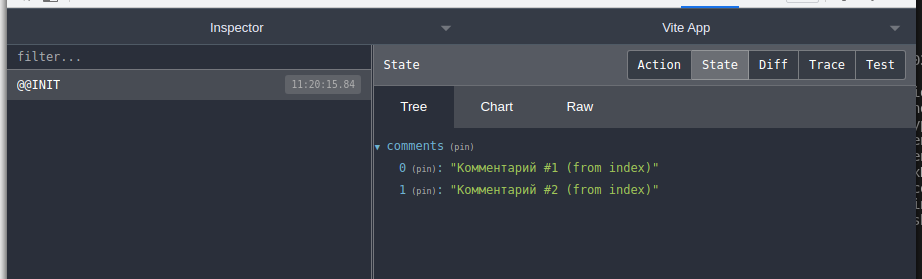 Inspector
Vite App
filter...
@@INIT
11:20:15.84
State
Action
State
Diff
Trace
Test
Tree
Chart
Raw
comments (pin)
0 (pin): "Комментарий #1 (from index)"
1 (pin): "Комментарий #2 (from index)"